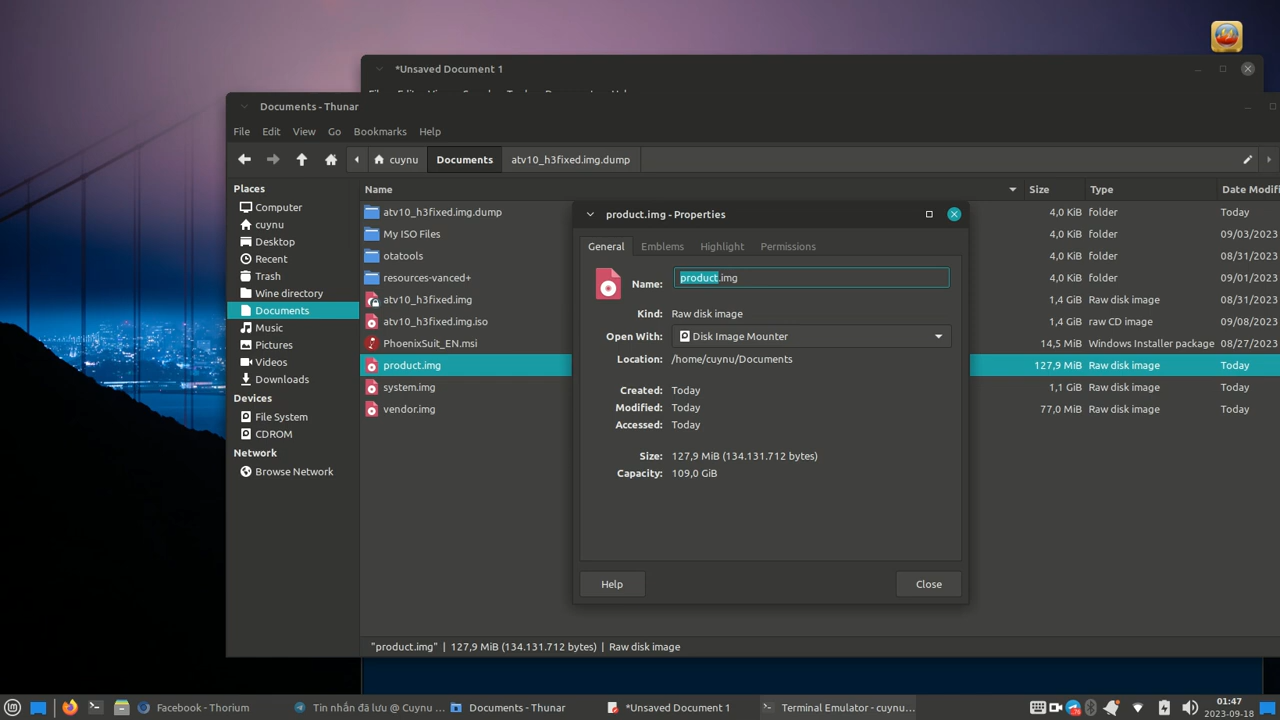 *Unsaved Document 1
Documents - Thunar
File Edit View Go Bookmarks Help
cuynu Documents atv10_h3fixed.img.dump
Places
Computer
cuynu
Desktop
Recent
Trash
Wine directory
Documents
Music
Pictures
Videos
Downloads
Devices
File System
CDROM
Network
Browse Network
Name Size Type Date Modifi
atv10_h3fixed.img.dump 4,0 KiB folder Today
My ISO Files 4,0 KiB folder 09/03/2023
otatools 4,0 KiB folder 08/31/2023
resources-vanced+ 4,0 KiB folder 09/01/2023
atv10_h3fixed.img 1,4 GiB Raw disk image 08/31/2023
atv10_h3fixed.img.iso 1,4 GiB raw CD image 09/08/2023
PhoenixSuit_EN.msi 14,5 MiB Windows Installer package 08/27/2023
product.img 127,9 MiB Raw disk image Today
system.img 1,1 GiB Raw disk image Today
vendor.img 77,0 MiB Raw disk image Today
product.img - Properties
General Emblems Highlight Permissions
Name: product.img
Kind: Raw disk image
Open With: Disk Image Mounter
Location: /home/cuynu/Documents
Created: Today
Modified: Today
Accessed: Today
Size: 127,9 MiB (134.131.712 bytes)
Capacity: 109,0 GiB
Help Close
"product.img" | 127,9 MiB (134.131.712 bytes) | Raw disk image
Facebook - Thorium Tin nhắn đã lưu @ Cuynu ... Documents - Thunar *Unsaved Document 1 Terminal Emulator - cuynu...
01:47
2023-09-18